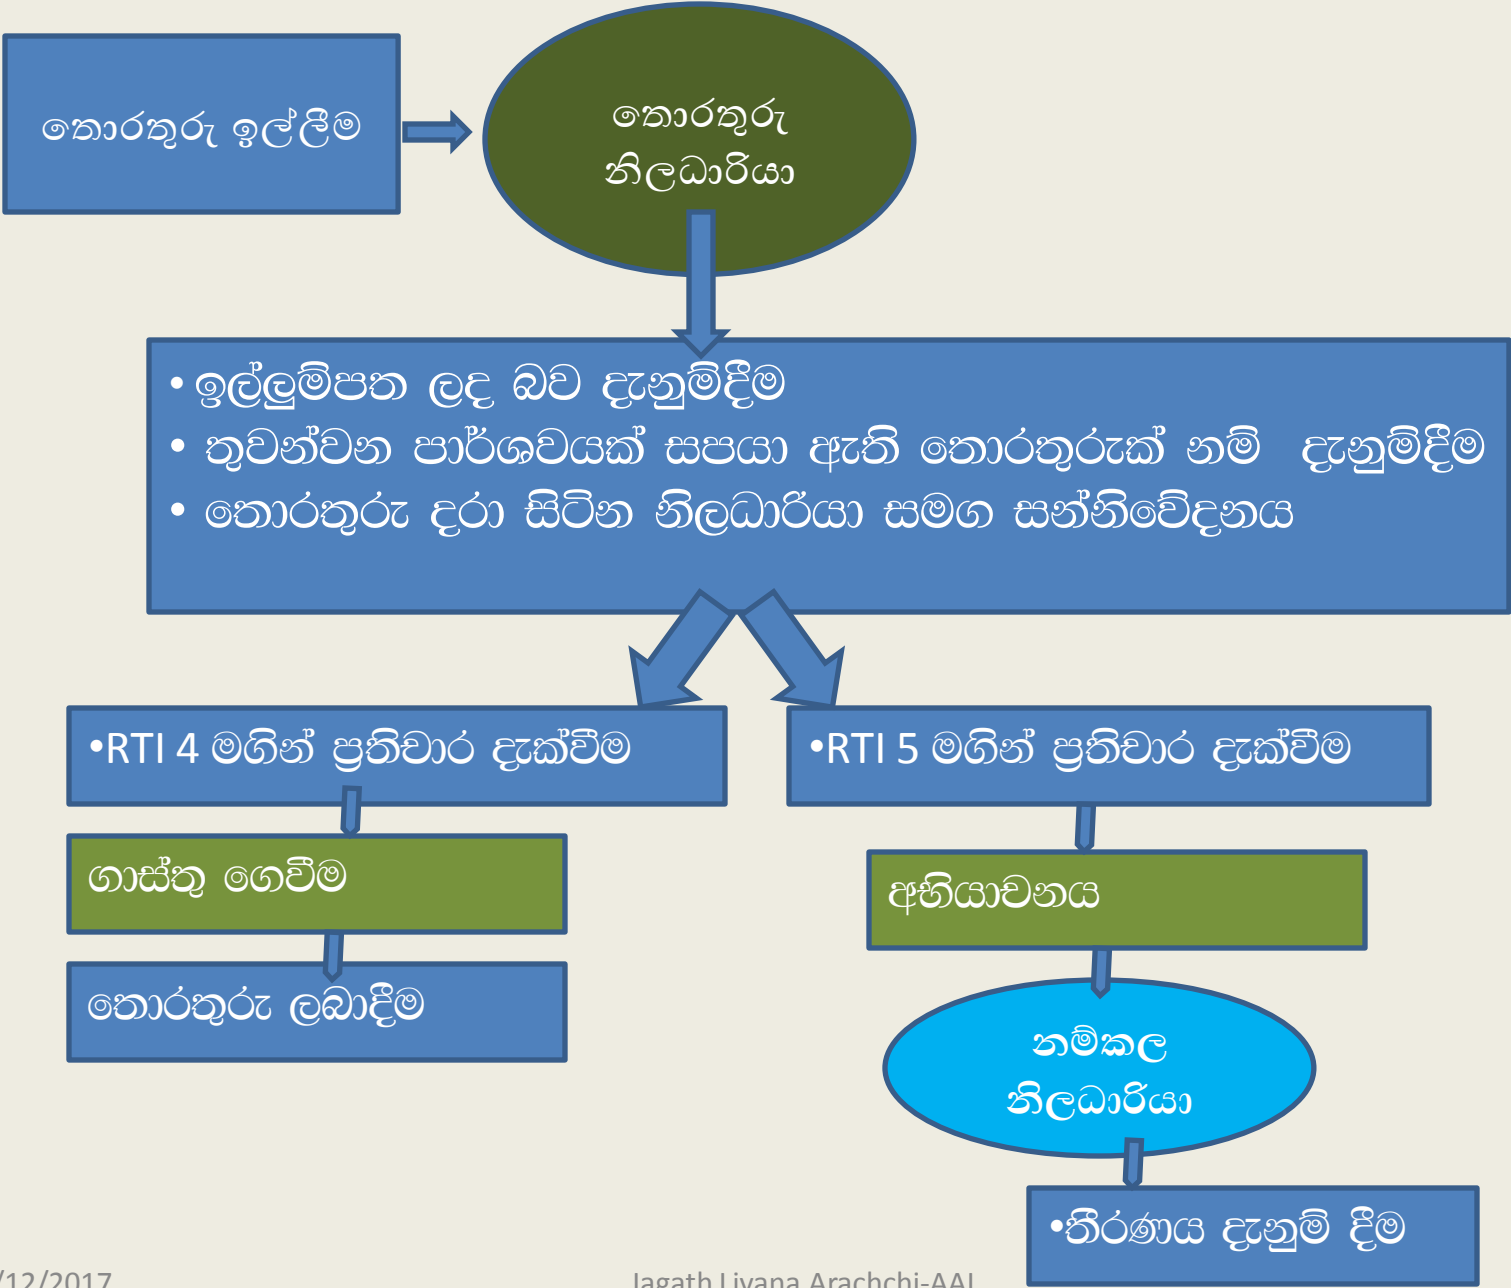 තොරතුරු ඉල්ලීම
තොරතුරු
නිලධාරියා
• ඉල්ලුම්පත ලද බව දැනුම්දීම
• තුවන්වන පාර්ශවයක් සපයා ඇති තොරතුරුක් නම් දැනුම්දීම
• තොරතුරු දරා සිටින නිලධාරියා සමග සන්නිවේදනය
•RTI 4 මගින් ප්‍රතිචාර දැක්වීම
•RTI 5 මගින් ප්‍රතිචාර දැක්වීම
ගාස්තු ගෙවීම
අභියාචනය
තොරතුරු ලබාදීම
නම්කල
නිලධාරියා
•තීරණය දැනුම් දීම
/12/2017
Jagath Liyana Arachchi-AAL